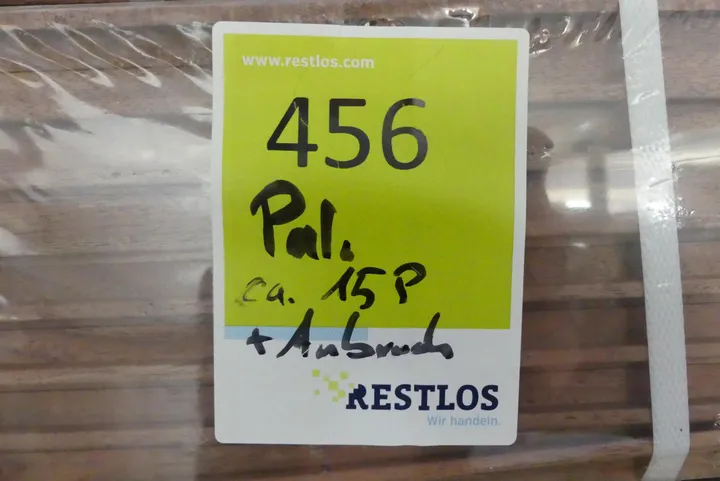 www.restlos.com
456
Pal.
ca. 15 P
+ Anbruch
RESTLOS
Wir handeln.